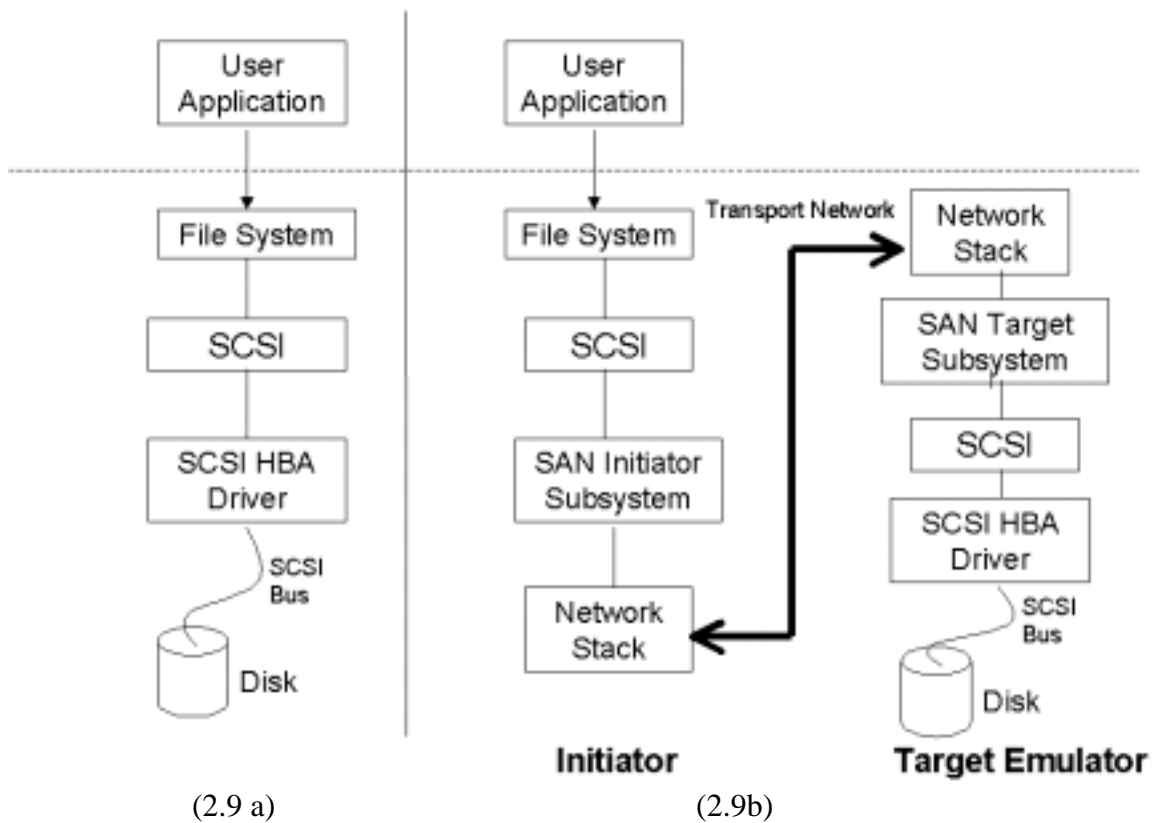 User
Application
File System
SCSI
SCSI HBA
Driver
SCSI
Bus
Disk
(2.9 a)
User
Application
File System
SCSI
SAN Initiator
Subsystem
Network
Stack
Initiator
Transport Network
Network
Stack
SAN Target
Subsystem
SCSI
SCSI HBA
Driver
SCSI
Bus
Disk
Target Emulator
(2.9b)